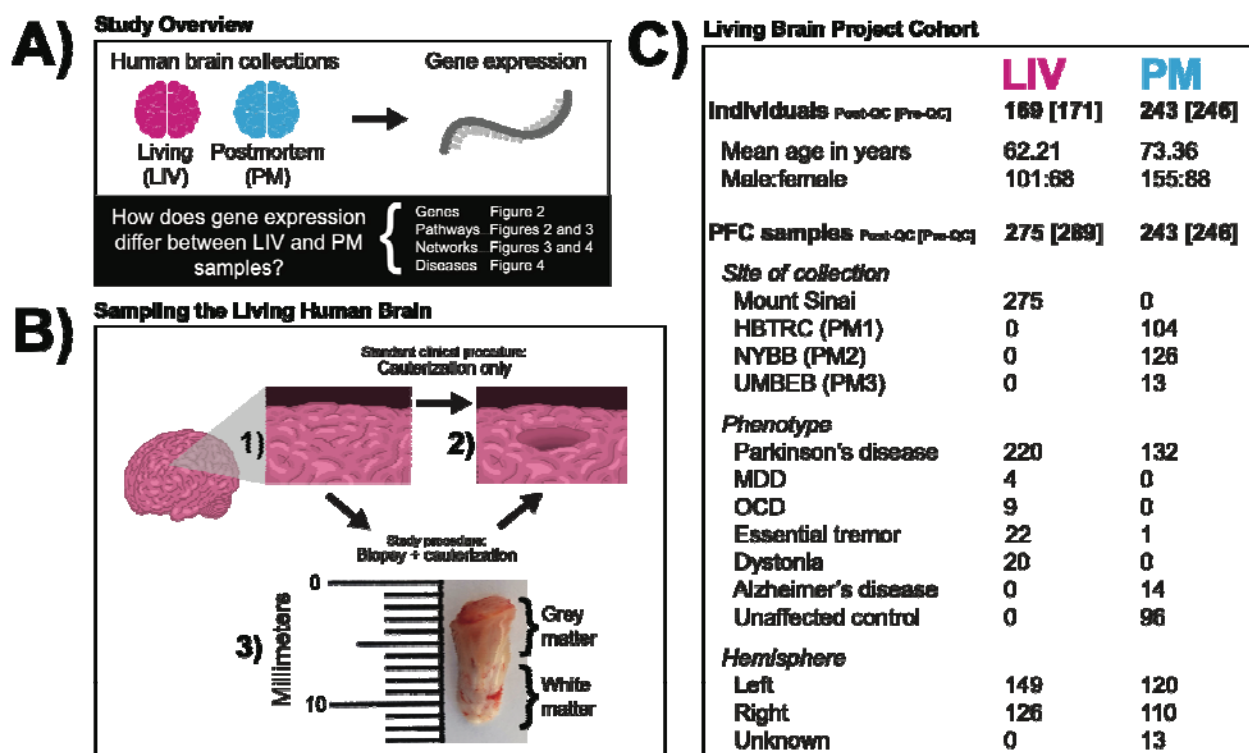 A)
Study Overview
Human brain collections
Gene expression
Living
(LIV)
Postmortem
(PM)
How does gene expression
differ between LIV and PM
samples?
{
Genes Figure 2
Pathways Figures 2 and 3
Networks Figures 3 and 4
Diseases Figure 4
B)
Sampling the Living Human Brain
Standard clinical procedure:
Cauterization only
1)
2)
Study procedure:
Biopsy + cauterization
3)
Millimeters
0
10
Grey
matter
White
matter
C)
Living Brain Project Cohort
LIV PM
Individuals Post-QC [Pre-QC] 169 [171] 243 [246]
Mean age in years 62.21 73.36
Male:female 101:68 155:88
PFC samples Post-QC [Pre-QC] 275 [289] 243 [246]
Site of collection
Mount Sinai 275 0
HBTRC (PM1) 0 104
NYBB (PM2) 0 126
UMBEB (PM3) 0 13
Phenotype
Parkinson's disease 220 132
MDD 4 0
OCD 9 0
Essential tremor 22 1
Dystonia 20 0
Alzheimer's disease 0 14
Unaffected control 0 96
Hemisphere
Left 149 120
Right 126 110
Unknown 0 13